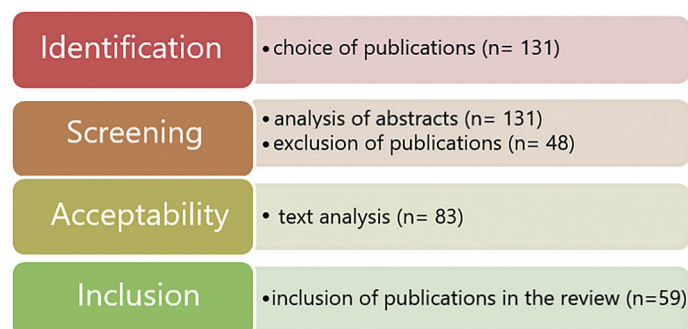 Identification
• choice of publications (n= 131)
Screening
• analysis of abstracts (n= 131)
• exclusion of publications (n= 48)
Acceptability
• text analysis (n= 83)
Inclusion
• inclusion of publications in the review (n=59)